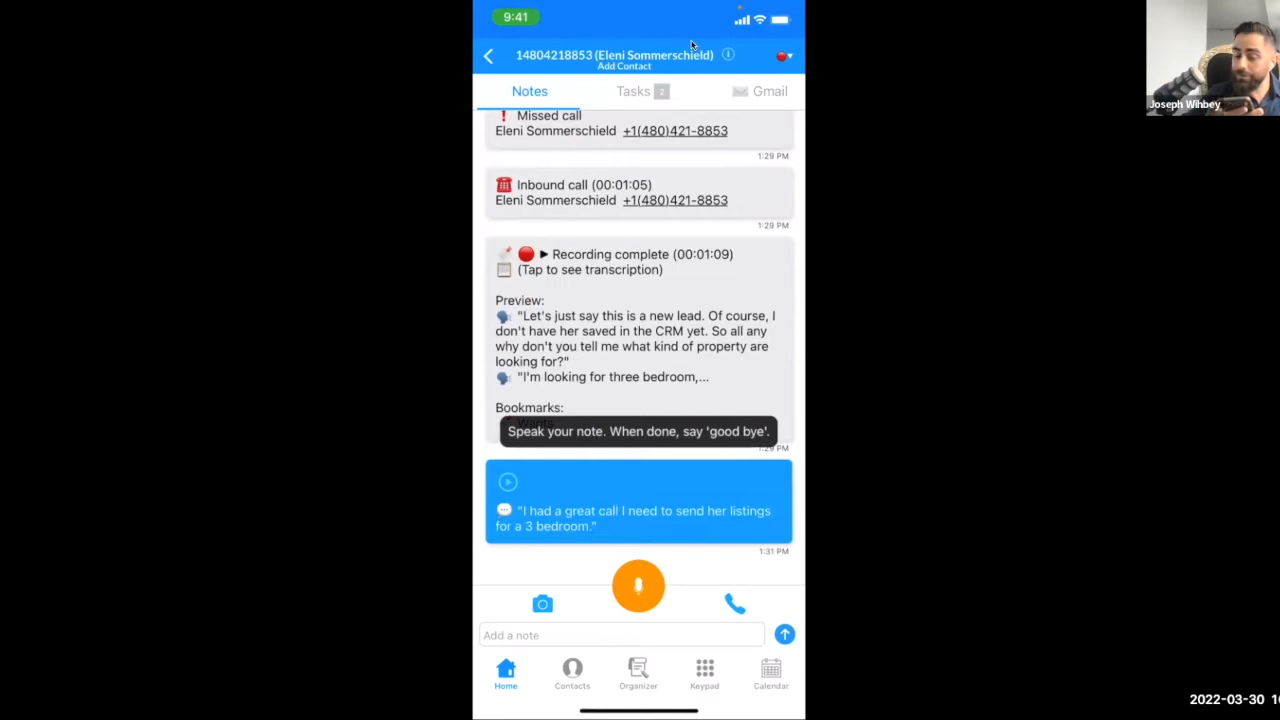 9:41
14804218853 (Eleni Sommerschield)
Add Contact
Joseph Wihbey
Notes
Tasks 2
Gmail
Missed call
Eleni Sommerschield +1(480)421-8853
1:29 PM
Inbound call (00:01:05)
Eleni Sommerschield +1(480)421-8853
1:29 PM
Recording complete (00:01:09)
(Tap to see transcription)
Preview:
"Let's just say this is a new lead. Of course, I
don't have her saved in the CRM yet. So all any
why don't you tell me what kind of property are
looking for?"
"I'm looking for three bedroom,...
Bookmarks:
Speak your note. When done, say 'good bye'.
1:29 PM
"I had a great call I need to send her listings
for a 3 bedroom."
1:31 PM
Add a note
Home
Contacts
Organizer
Keypad
Calendar
2022-03-30